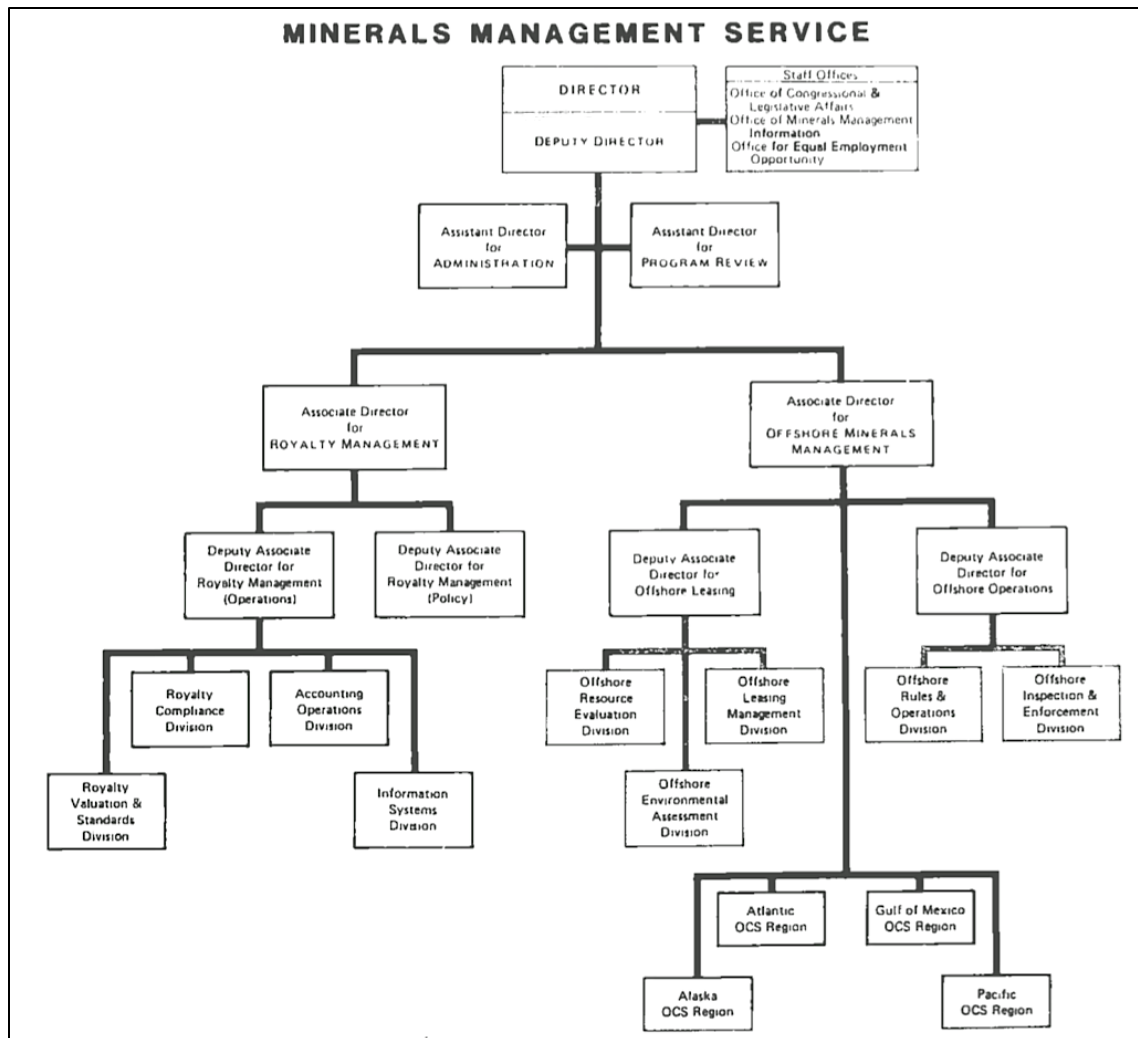 MINERALS MANAGEMENT SERVICE
DIRECTOR
DEPUTY DIRECTOR
Staff Offices
Office of Congressional &
Legislative Affairs
Office of Minerals Management
Information
Office for Equal Employment
Opportunity
Assistant Director
for
ADMINISTRATION
Assistant Director
for
PROGRAM REVIEW
Associate Director
for
ROYALTY MANAGEMENT
Associate Director
for
OFFSHORE MINERALS
MANAGEMENT
Deputy Associate
Director for
Royalty Management
(Operations)
Deputy Associate
Director for
Royalty Management
(Policy)
Deputy Associate
Director for
Offshore Leasing
Deputy Associate
Director for
Offshore Operations
Royalty
Compliance
Division
Accounting
Operations
Division
Offshore
Resource
Evaluation
Division
Offshore
Leasing
Management
Division
Offshore
Rules &
Operations
Division
Offshore
Inspection &
Enforcement
Division
Royalty
Valuation &
Standards
Division
Information
Systems
Division
Offshore
Environmental
Assessment
Division
Atlantic
OCS Region
Gulf of Mexico
OCS Region
Alaska
OCS Region
Pacific
OCS Region